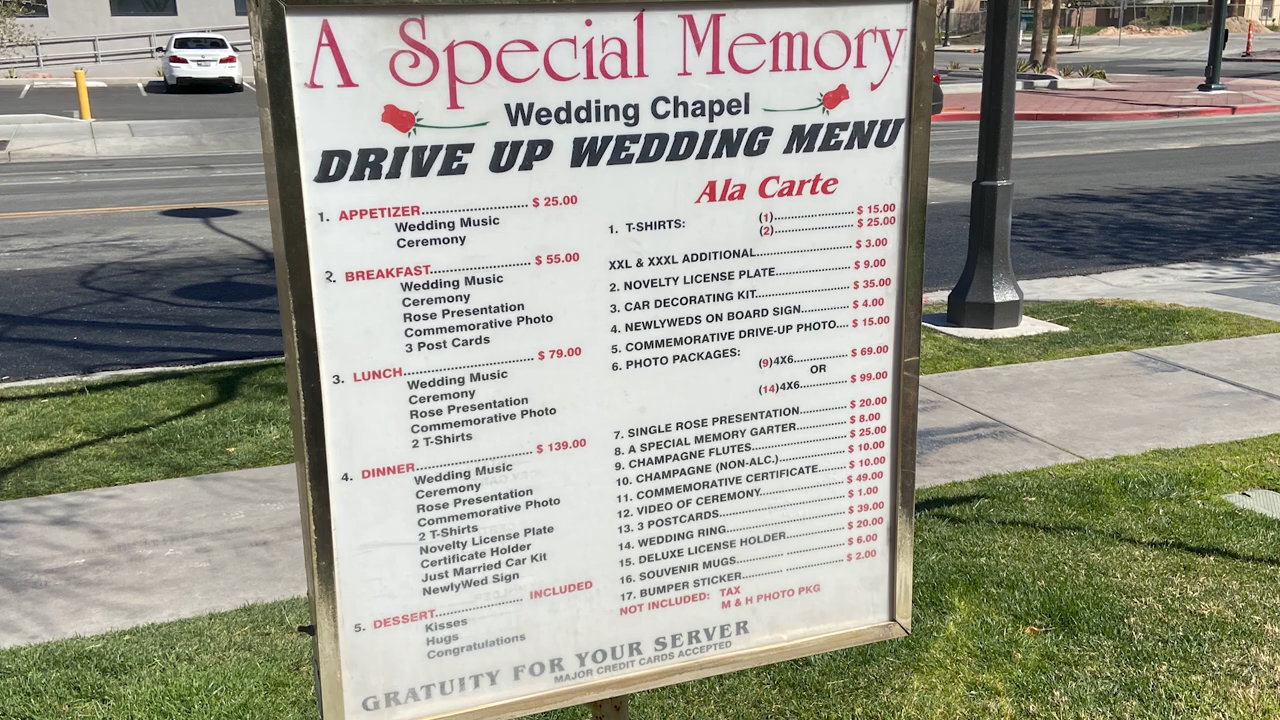 A Special Memory
Wedding Chapel
DRIVE UP WEDDING MENU
1. APPETIZER.......................... $ 25.00
Wedding Music
Ceremony
2. BREAKFAST.......................... $ 55.00
Wedding Music
Ceremony
Rose Presentation
Commemorative Photo
3 Post Cards
3. LUNCH................................ $ 79.00
Wedding Music
Ceremony
Rose Presentation
Commemorative Photo
2 T-Shirts
4. DINNER............................. $ 139.00
Wedding Music
Ceremony
Rose Presentation
Commemorative Photo
2 T-Shirts
Novelty License Plate
Certificate Holder
Just Married Car Kit
NewlyWed Sign
5. DESSERT...................... INCLUDED
Kisses
Hugs
Congratulations
Ala Carte
1. T-SHIRTS: (1)..................... $ 15.00
(2)..................... $ 25.00
XXL & XXXL ADDITIONAL......................... $ 3.00
2. NOVELTY LICENSE PLATE.................... $ 9.00
3. CAR DECORATING KIT......................... $ 35.00
4. NEWLYWEDS ON BOARD SIGN............. $ 4.00
5. COMMEMORATIVE DRIVE-UP PHOTO.... $ 15.00
6. PHOTO PACKAGES: (9)4X6.............. $ 69.00
OR
(14)4X6............ $ 99.00
7. SINGLE ROSE PRESENTATION............ $ 20.00
8. A SPECIAL MEMORY GARTER............. $ 8.00
9. CHAMPAGNE FLUTES......................... $ 25.00
10. CHAMPAGNE (NON-ALC.)................... $ 10.00
11. COMMEMORATIVE CERTIFICATE....... $ 10.00
12. VIDEO OF CEREMONY...................... $ 49.00
13. 3 POSTCARDS................................ $ 1.00
14. WEDDING RING............................... $ 39.00
15. DELUXE LICENSE HOLDER............... $ 20.00
16. SOUVENIR MUGS............................. $ 6.00
17. BUMPER STICKER............................ $ 2.00
NOT INCLUDED: TAX
M & H PHOTO PKG
GRATUITY FOR YOUR SERVER
MAJOR CREDIT CARDS ACCEPTED